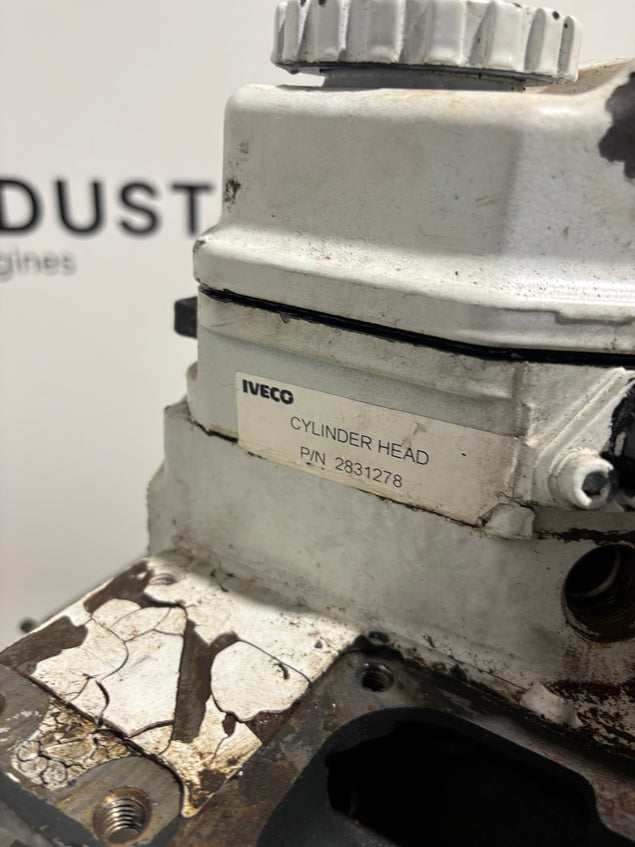 DUST
gines
IVECO
CYLINDER HEAD
P/N 2831278